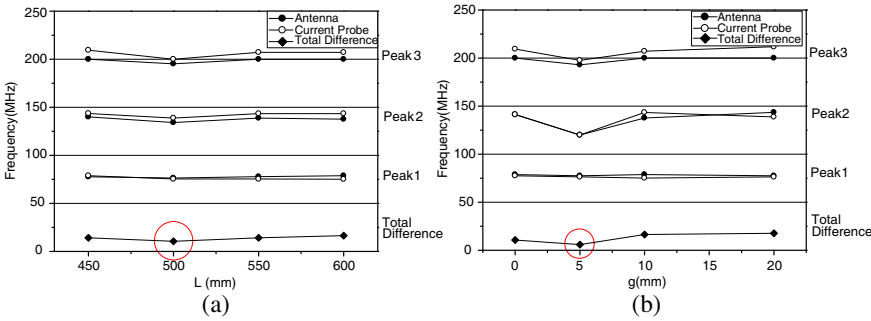 250
200
150
100
50
0
Frequency(MHz)
Antenna
Current Probe
Total Difference
Peak3
Peak2
Peak1
Total
Difference
450
500
550
600
L (mm)
(a)
250
200
150
100
50
0
Frequency(MHz)
Antenna
Current Probe
Total Difference
Peak3
Peak2
Peak1
Total
Difference
0
5
10
15
20
g(mm)
(b)